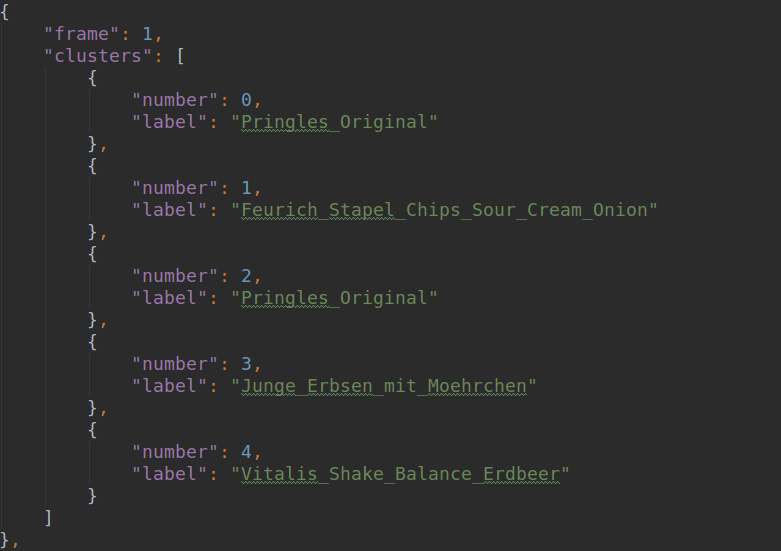 {
    "frame": 1,
    "clusters": [
        {
            "number": 0,
            "label": "Pringles_Original"
        },
        {
            "number": 1,
            "label": "Feurich_Stapel_Chips_Sour_Cream_Onion"
        },
        {
            "number": 2,
            "label": "Pringles_Original"
        },
        {
            "number": 3,
            "label": "Junge_Erbsen_mit_Moehrchen"
        },
        {
            "number": 4,
            "label": "Vitalis_Shake_Balance_Erdbeer"
        }
    ]
},